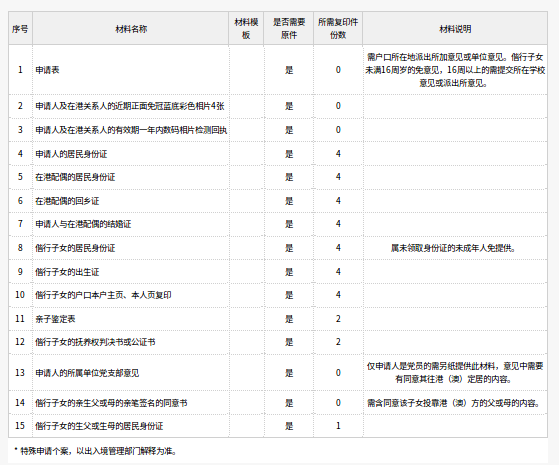 序号 材料名称 材料模板 是否需要原件 所需复印件份数 材料说明
1 申请表 是 0 需户口所在地派出所加意见或单位意见。偕行子女未满16周岁的免意见，16周以上的需提交所在学校意见或派出所意见。
2 申请人及在港关系人的近期正面免冠蓝底彩色相片4张 是 0
3 申请人及在港关系人的有效期一年内数码相片检测回执 是 0
4 申请人的居民身份证 是 4
5 在港配偶的居民身份证 是 4
6 在港配偶的回乡证 是 4
7 申请人与在港配偶的结婚证 是 4
8 偕行子女的居民身份证 是 4 属未领取身份证的未成年人免提供。
9 偕行子女的出生证 是 4
10 偕行子女的户口本户主页、本人页复印 是 4
11 亲子鉴定表 是 2
12 偕行子女的抚养权判决书或公证书 是 2
13 申请人的所属单位党支部意见 是 0 仅申请人是党员的需另纸提供此材料，意见中需要有同意其往港（澳）定居的内容。
14 偕行子女的亲生父或母的亲笔签名的同意书 是 0 需含同意该子女投靠港（澳）方的父或母的内容。
15 偕行子女的生父或生母的居民身份证 是 1
* 特殊申请个案，以出入境管理部门解释为准。